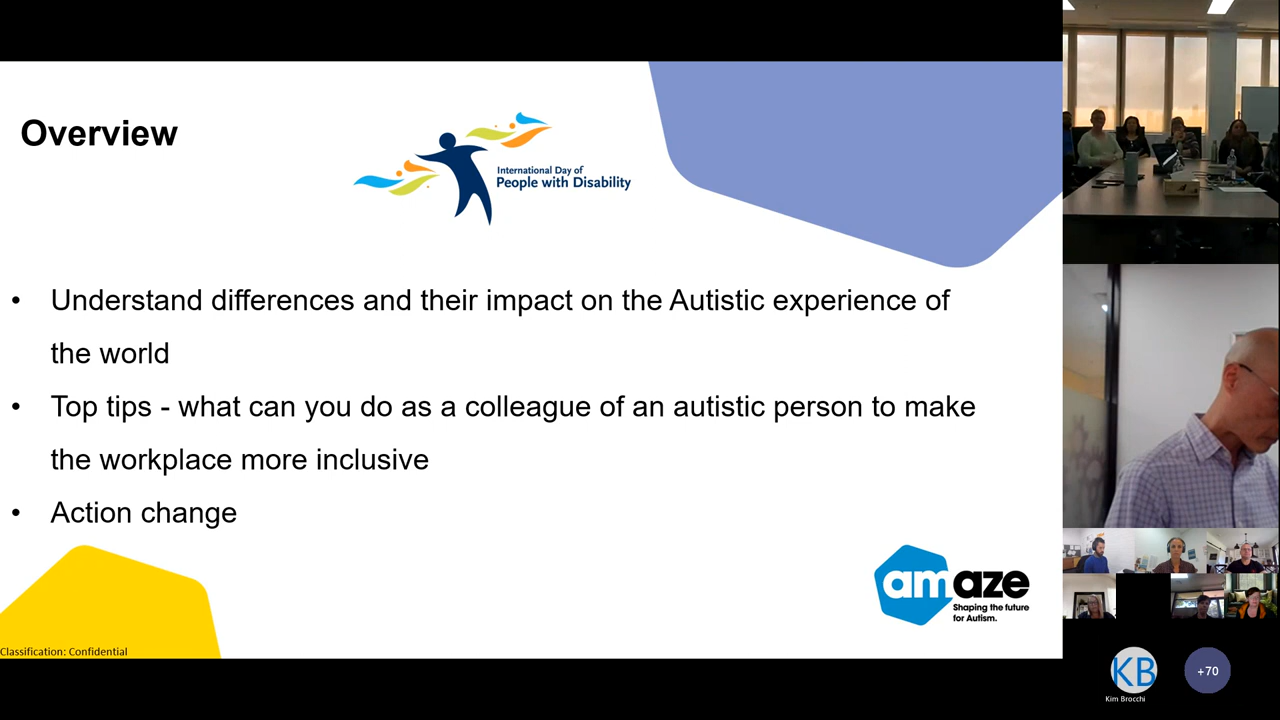 Overview
International Day of
People with Disability
• Understand differences and their impact on the Autistic experience of
the world
• Top tips - what can you do as a colleague of an autistic person to make
the workplace more inclusive
• Action change
amaze
Shaping the future
for Autism.
Classification: Confidential
KB
Kim Brocchi
+70